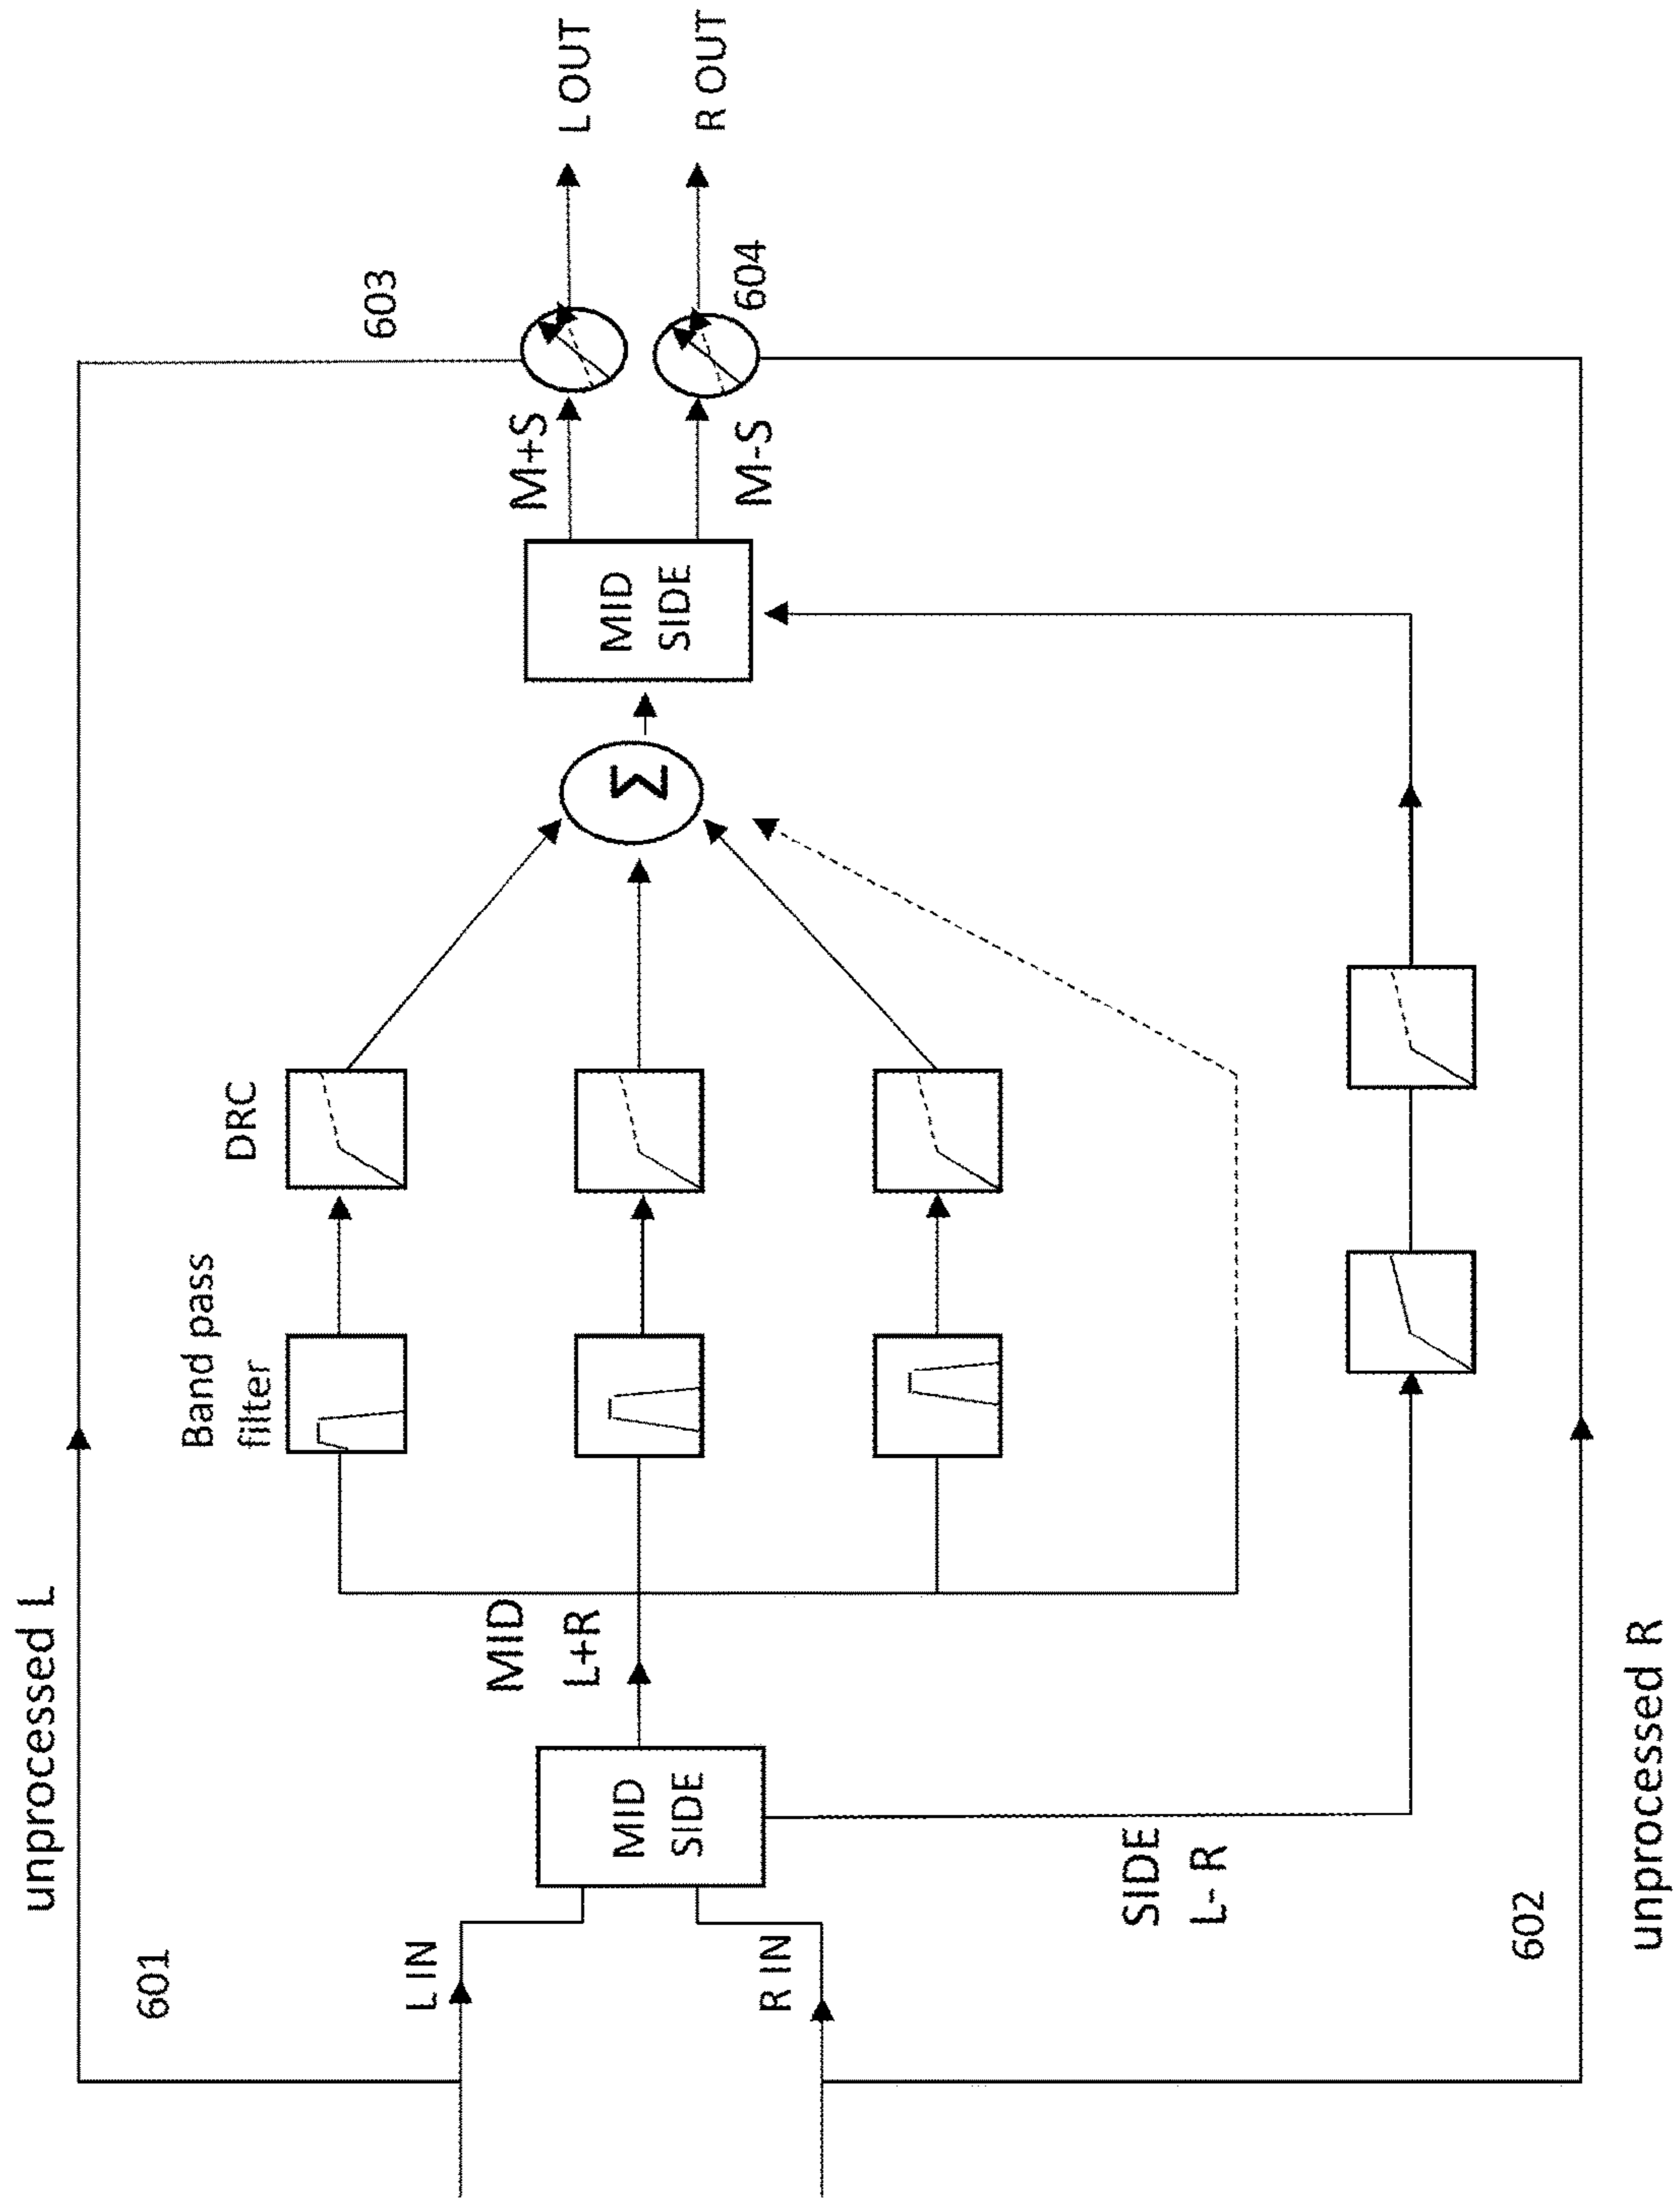 unprocessed L
601
603
L IN
R IN
MID
SIDE
MID
L+R
SIDE
L- R
Band pass
filter
DRC
Σ
MID
SIDE
M+S
M-S
604
L OUT
R OUT
602
unprocessed R